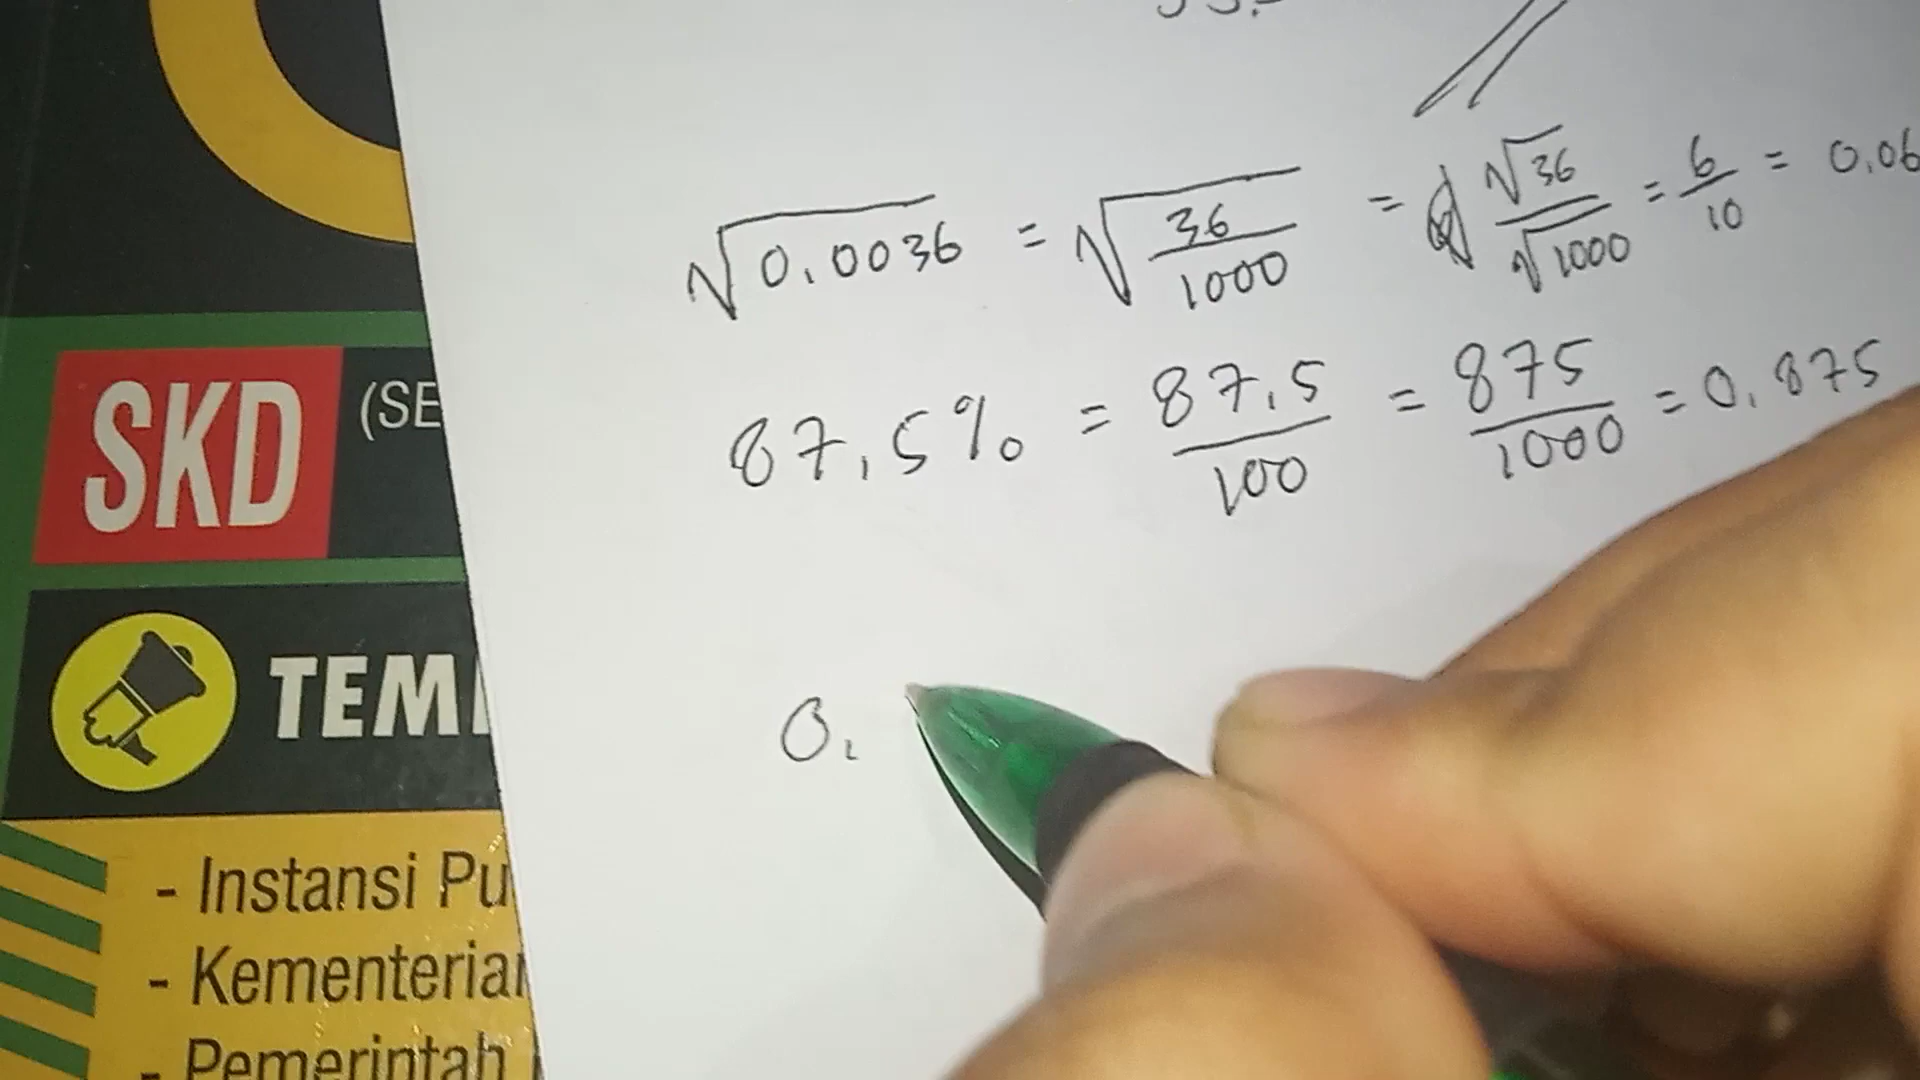 √0.0036 = √36/1000 = √36/√1000 = 6/10 = 0.06
87,5% = 87,5/100 = 875/1000 = 0.875
0,
SKD (SE
TEM
- Instansi Pu
- Kementeria
- Pemerintah